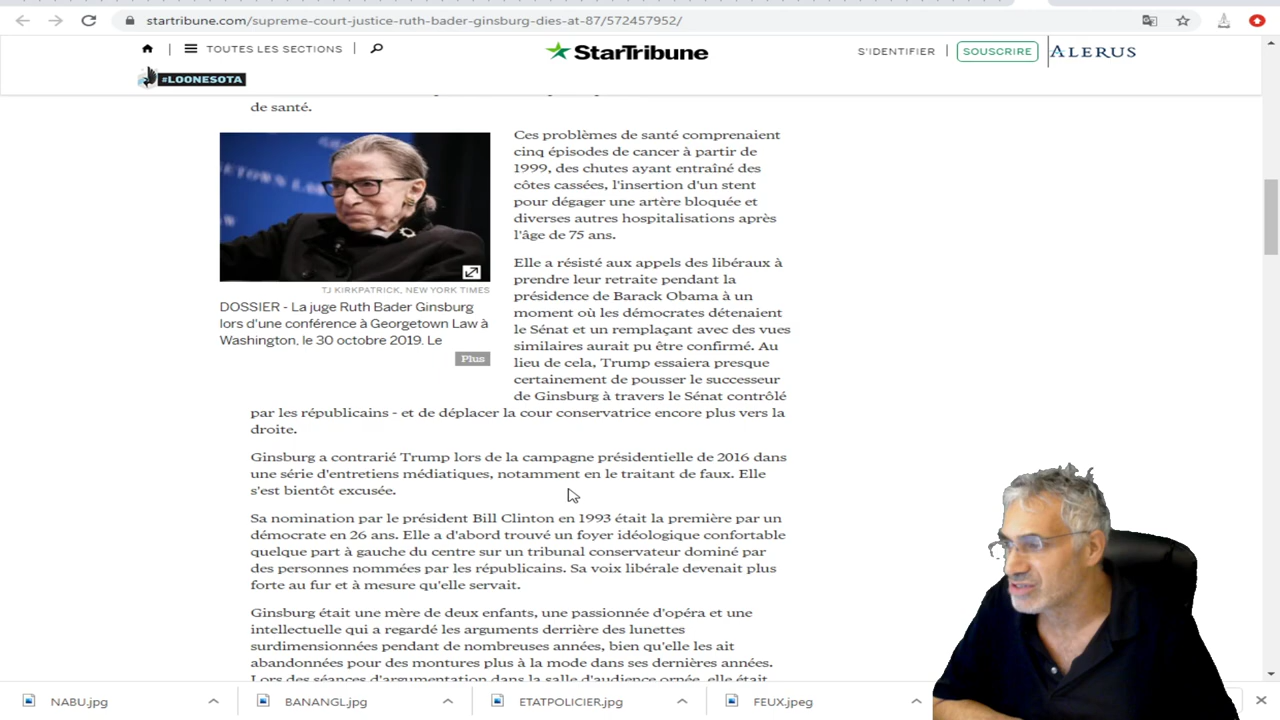 startribune.com/supreme-court-justice-ruth-bader-ginsburg-dies-at-87/572457952/
TOUTES LES SECTIONS
StarTribune
S'IDENTIFIER
SOUSCRIRE
ALERUS
#LOONESOTA
de santé.
TJ KIRKPATRICK, NEW YORK TIMES
DOSSIER - La juge Ruth Bader Ginsburg
lors d'une conférence à Georgetown Law à
Washington, le 30 octobre 2019. Le
Plus
Ces problèmes de santé comprenaient
cinq épisodes de cancer à partir de
1999, des chutes ayant entraîné des
côtes cassées, l'insertion d'un stent
pour dégager une artère bloquée et
diverses autres hospitalisations après
l'âge de 75 ans.
Elle a résisté aux appels des libéraux à
prendre leur retraite pendant la
présidence de Barack Obama à un
moment où les démocrates détenaient
le Sénat et un remplaçant avec des vues
similaires aurait pu être confirmé. Au
lieu de cela, Trump essaiera presque
certainement de pousser le successeur
de Ginsburg à travers le Sénat contrôlé
par les républicains - et de déplacer la cour conservatrice encore plus vers la
droite.
Ginsburg a contrarié Trump lors de la campagne présidentielle de 2016 dans
une série d'entretiens médiatiques, notamment en le traitant de faux. Elle
s'est bientôt excusée.
Sa nomination par le président Bill Clinton en 1993 était la première par un
démocrate en 26 ans. Elle a d'abord trouvé un foyer idéologique confortable
quelque part à gauche du centre sur un tribunal conservateur dominé par
des personnes nommées par les républicains. Sa voix libérale devenait plus
forte au fur et à mesure qu'elle servait.
Ginsburg était une mère de deux enfants, une passionnée d'opéra et une
intellectuelle qui a regardé les arguments derrière des lunettes
surdimensionnées pendant de nombreuses années, bien qu'elle les ait
abandonnées pour des montures plus à la mode dans ses dernières années.
Lors des séances d'argumentation dans la salle d'audience ornée, elle était
NABU.jpg
BANANGL.jpg
ETATPOLICIER.jpg
FEUX.jpeg